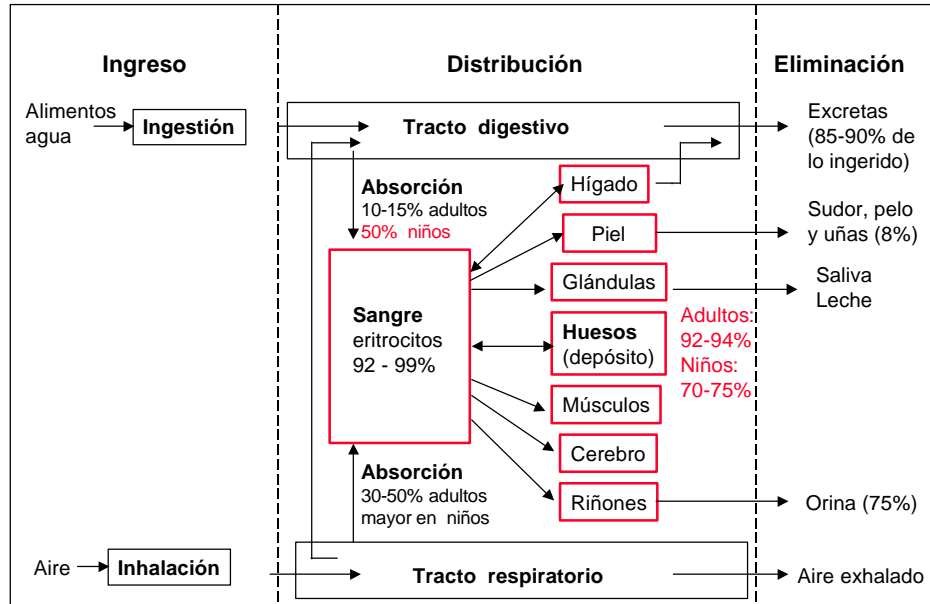 Ingreso
Distribución
Eliminación
Alimentos
agua
Ingestión
Tracto digestivo
Excretas
(85-90% de
lo ingerido)
Absorción
10-15% adultos
50% niños
Hígado
Piel
Sudor, pelo
y uñas (8%)
Glándulas
Saliva
Leche
Sangre
eritrocitos
92 - 99%
Huesos
(depósito)
Adultos:
92-94%
Niños:
70-75%
Músculos
Cerebro
Absorción
30-50% adultos
mayor en niños
Riñones
Orina (75%)
Aire
Inhalación
Tracto respiratorio
Aire exhalado